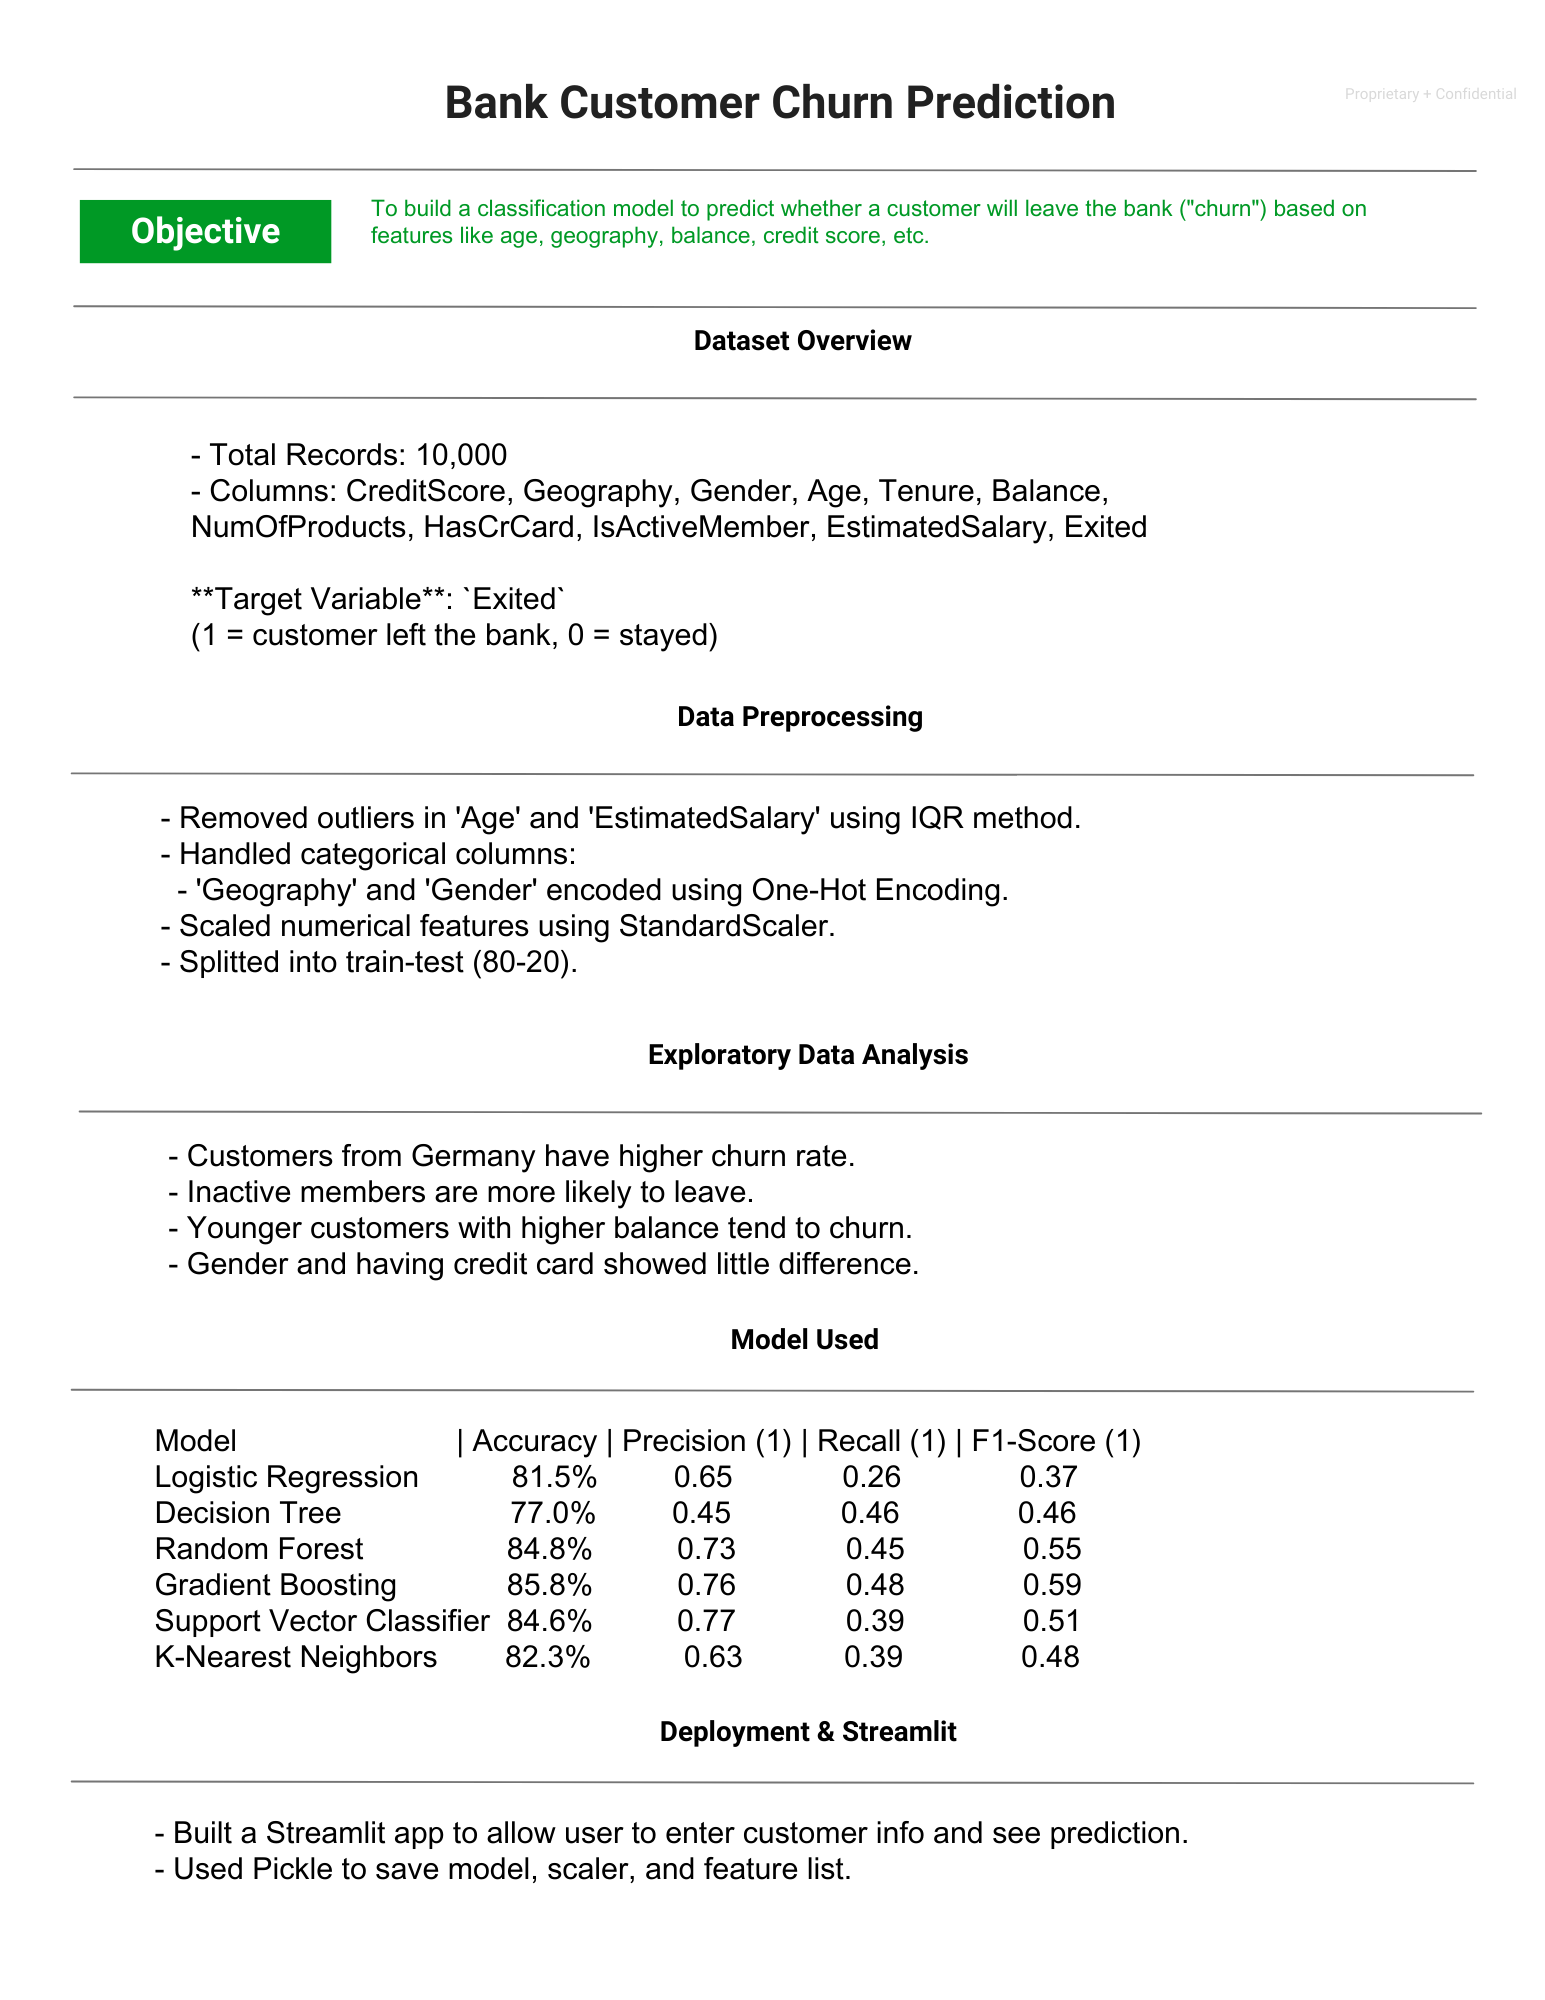 Bank Customer Churn Prediction
Proprietary + Confidential
Objective
To build a classification model to predict whether a customer will leave the bank ("churn") based on
features like age, geography, balance, credit score, etc.
Dataset Overview
- Total Records: 10,000
- Columns: CreditScore, Geography, Gender, Age, Tenure, Balance,
NumOfProducts, HasCrCard, IsActiveMember, EstimatedSalary, Exited
**Target Variable**: `Exited`
(1 = customer left the bank, 0 = stayed)
Data Preprocessing
- Removed outliers in 'Age' and 'EstimatedSalary' using IQR method.
- Handled categorical columns:
- 'Geography' and 'Gender' encoded using One-Hot Encoding.
- Scaled numerical features using StandardScaler.
- Splitted into train-test (80-20).
Exploratory Data Analysis
- Customers from Germany have higher churn rate.
- Inactive members are more likely to leave.
- Younger customers with higher balance tend to churn.
- Gender and having credit card showed little difference.
Model Used
Model | Accuracy | Precision (1) | Recall (1) | F1-Score (1)
Logistic Regression 81.5% 0.65 0.26 0.37
Decision Tree 77.0% 0.45 0.46 0.46
Random Forest 84.8% 0.73 0.45 0.55
Gradient Boosting 85.8% 0.76 0.48 0.59
Support Vector Classifier 84.6% 0.77 0.39 0.51
K-Nearest Neighbors 82.3% 0.63 0.39 0.48
Deployment & Streamlit
- Built a Streamlit app to allow user to enter customer info and see prediction.
- Used Pickle to save model, scaler, and feature list.